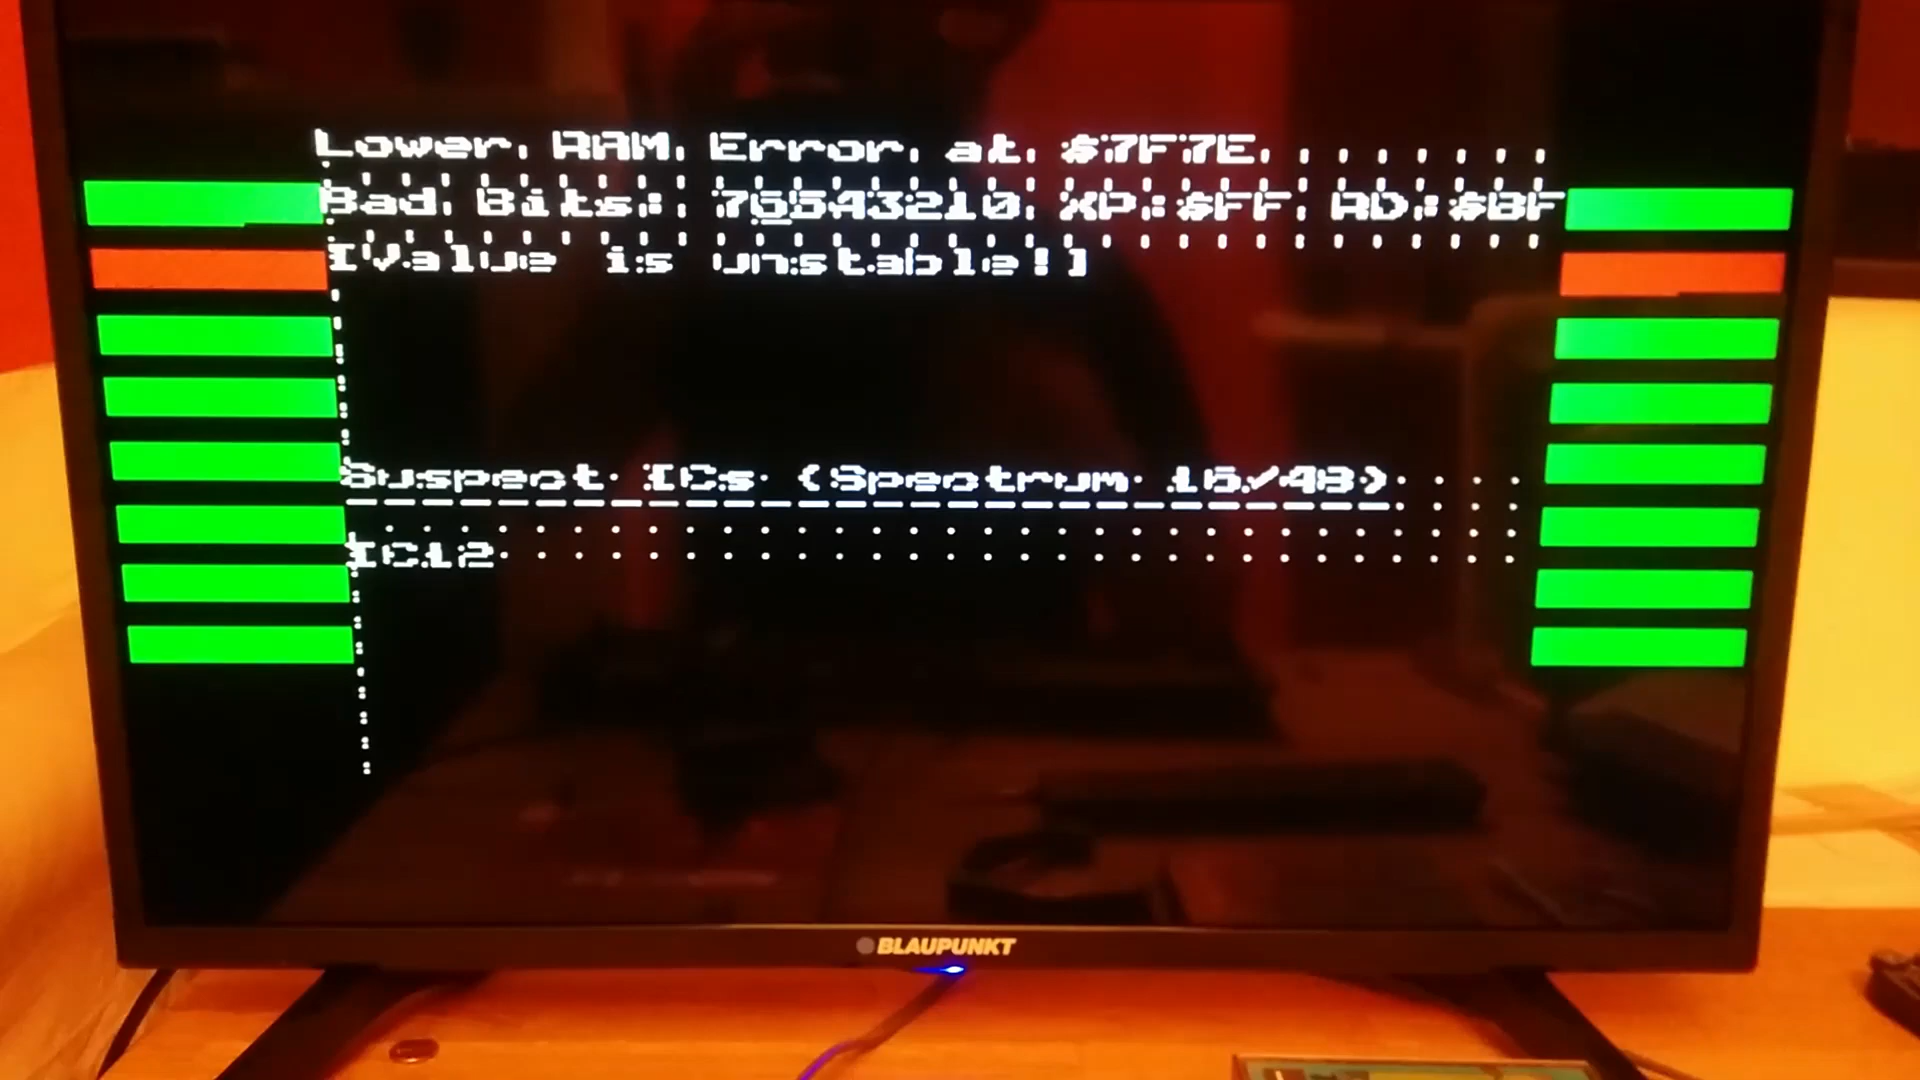 Lower RAM Error at #7F7E
Bad Bits: 76543210 XP:#FF RD:#BF
[Value is unstable!]
Suspect ICs (Spectrum 16/48)
IC12
BLAUPUNKT